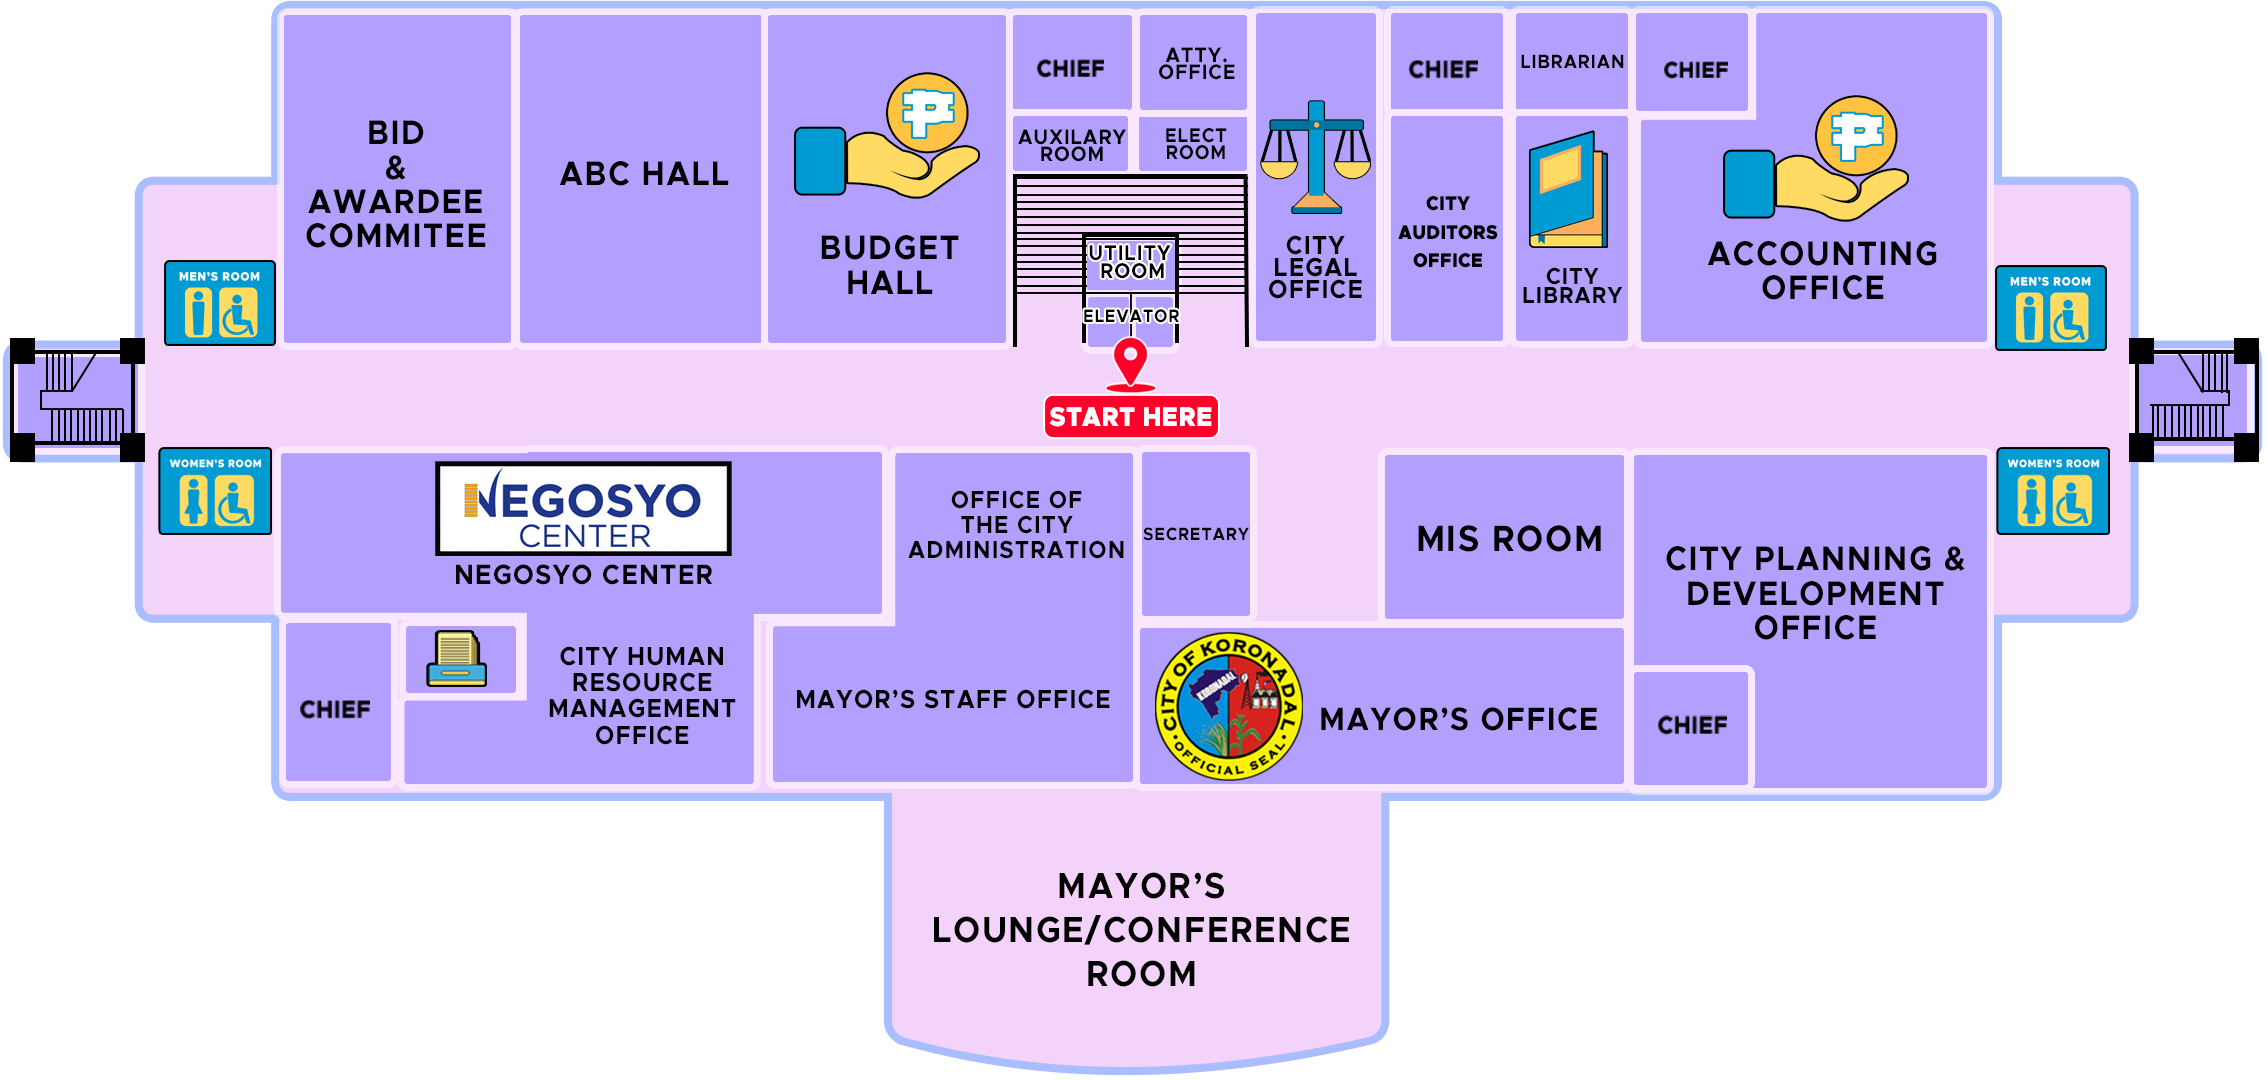 BID
&
AWARDEE
COMMITEE
ABC HALL
BUDGET
HALL
CHIEF
ATTY.
OFFICE
AUXILARY
ROOM
ELECT
ROOM
UTILITY
ROOM
ELEVATOR
START HERE
CITY
LEGAL
OFFICE
CHIEF
CITY
AUDITORS
OFFICE
LIBRARIAN
CITY
LIBRARY
CHIEF
ACCOUNTING
OFFICE
MEN'S ROOM
MEN'S ROOM
WOMEN'S ROOM
WOMEN'S ROOM
NEGOSYO
CENTER
NEGOSYO CENTER
CHIEF
CITY HUMAN
RESOURCE
MANAGEMENT
OFFICE
OFFICE OF
THE CITY
ADMINISTRATION
MAYOR'S STAFF OFFICE
SECRETARY
MIS ROOM
CITY OF KORONADAL
KORONADAL
OFFICIAL SEAL
MAYOR'S OFFICE
CITY PLANNING &
DEVELOPMENT
OFFICE
CHIEF
MAYOR'S
LOUNGE/CONFERENCE
ROOM